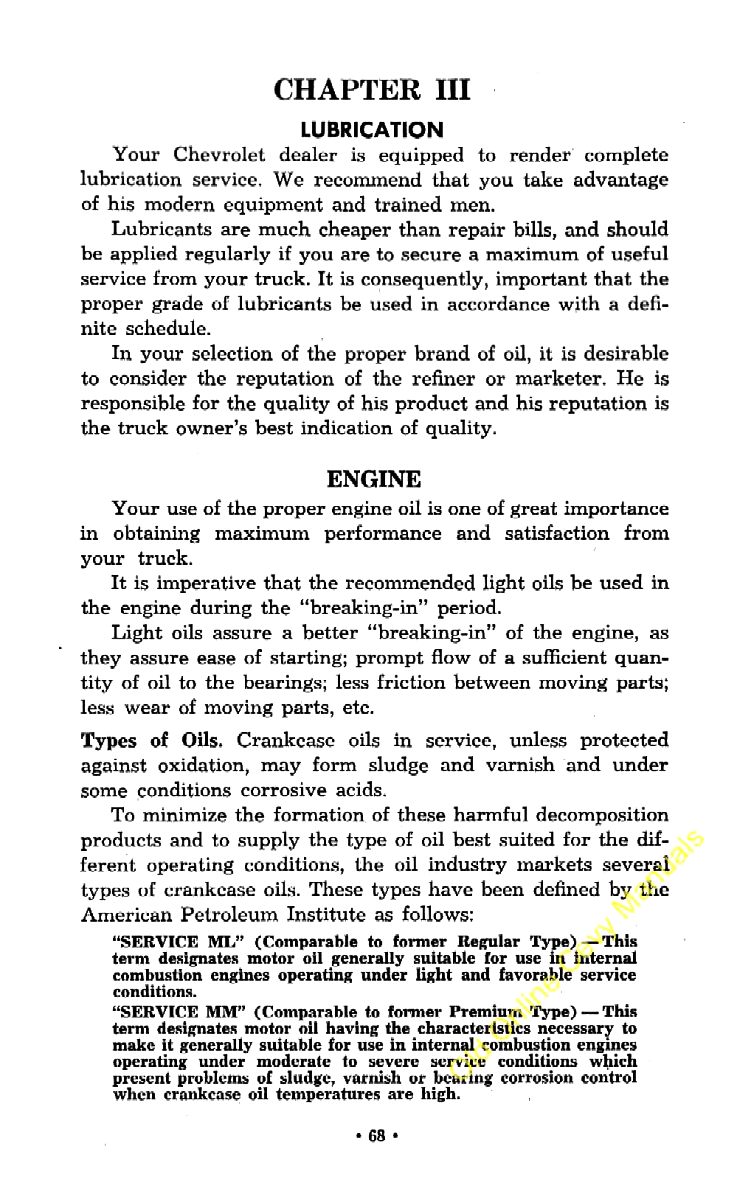 CHAPTER III
LUBRICATION
Your Chevrolet dealer is equipped to render complete
lubrication service. We recommend that you take advantage
of his modern equipment and trained men.
Lubricants are much cheaper than repair bills, and should
be applied regularly if you are to secure a maximum of useful
service from your truck. It is consequently, important that the
proper grade of lubricants be used in accordance with a defi-
nite schedule.
In your selection of the proper brand of oil, it is desirable
to consider the reputation of the refiner or marketer. He is
responsible for the quality of his product and his reputation is
the truck owner's best indication of quality.
ENGINE
Your use of the proper engine oil is one of great importance
in obtaining maximum performance and satisfaction from
your truck.
It is imperative that the recommended light oils be used in
the engine during the "breaking-in" period.
Light oils assure a better "breaking-in" of the engine, as
they assure ease of starting; prompt flow of a sufficient quan-
tity of oil to the bearings; less friction between moving parts;
less wear of moving parts, etc.
Types of Oils. Crankcase oils in service, unless protected
against oxidation, may form sludge and varnish and under
some conditions corrosive acids.
To minimize the formation of these harmful decomposition
products and to supply the type of oil best suited for the dif-
ferent operating conditions, the oil industry markets several
types of crankcase oils. These types have been defined by the
American Petroleum Institute as follows:
"SERVICE ML" (Comparable to former Regular Type) — This
term designates motor oil generally suitable for use in internal
combustion engines operating under light and favorable service
conditions.
"SERVICE MM" (Comparable to former Premium Type) — This
term designates motor oil having the characteristics necessary to
make it generally suitable for use in internal combustion engines
operating under moderate to severe service conditions which
present problems of sludge, varnish or bearing corrosion control
when crankcase oil temperatures are high.
• 68 •
Old Online Chevy Manuals